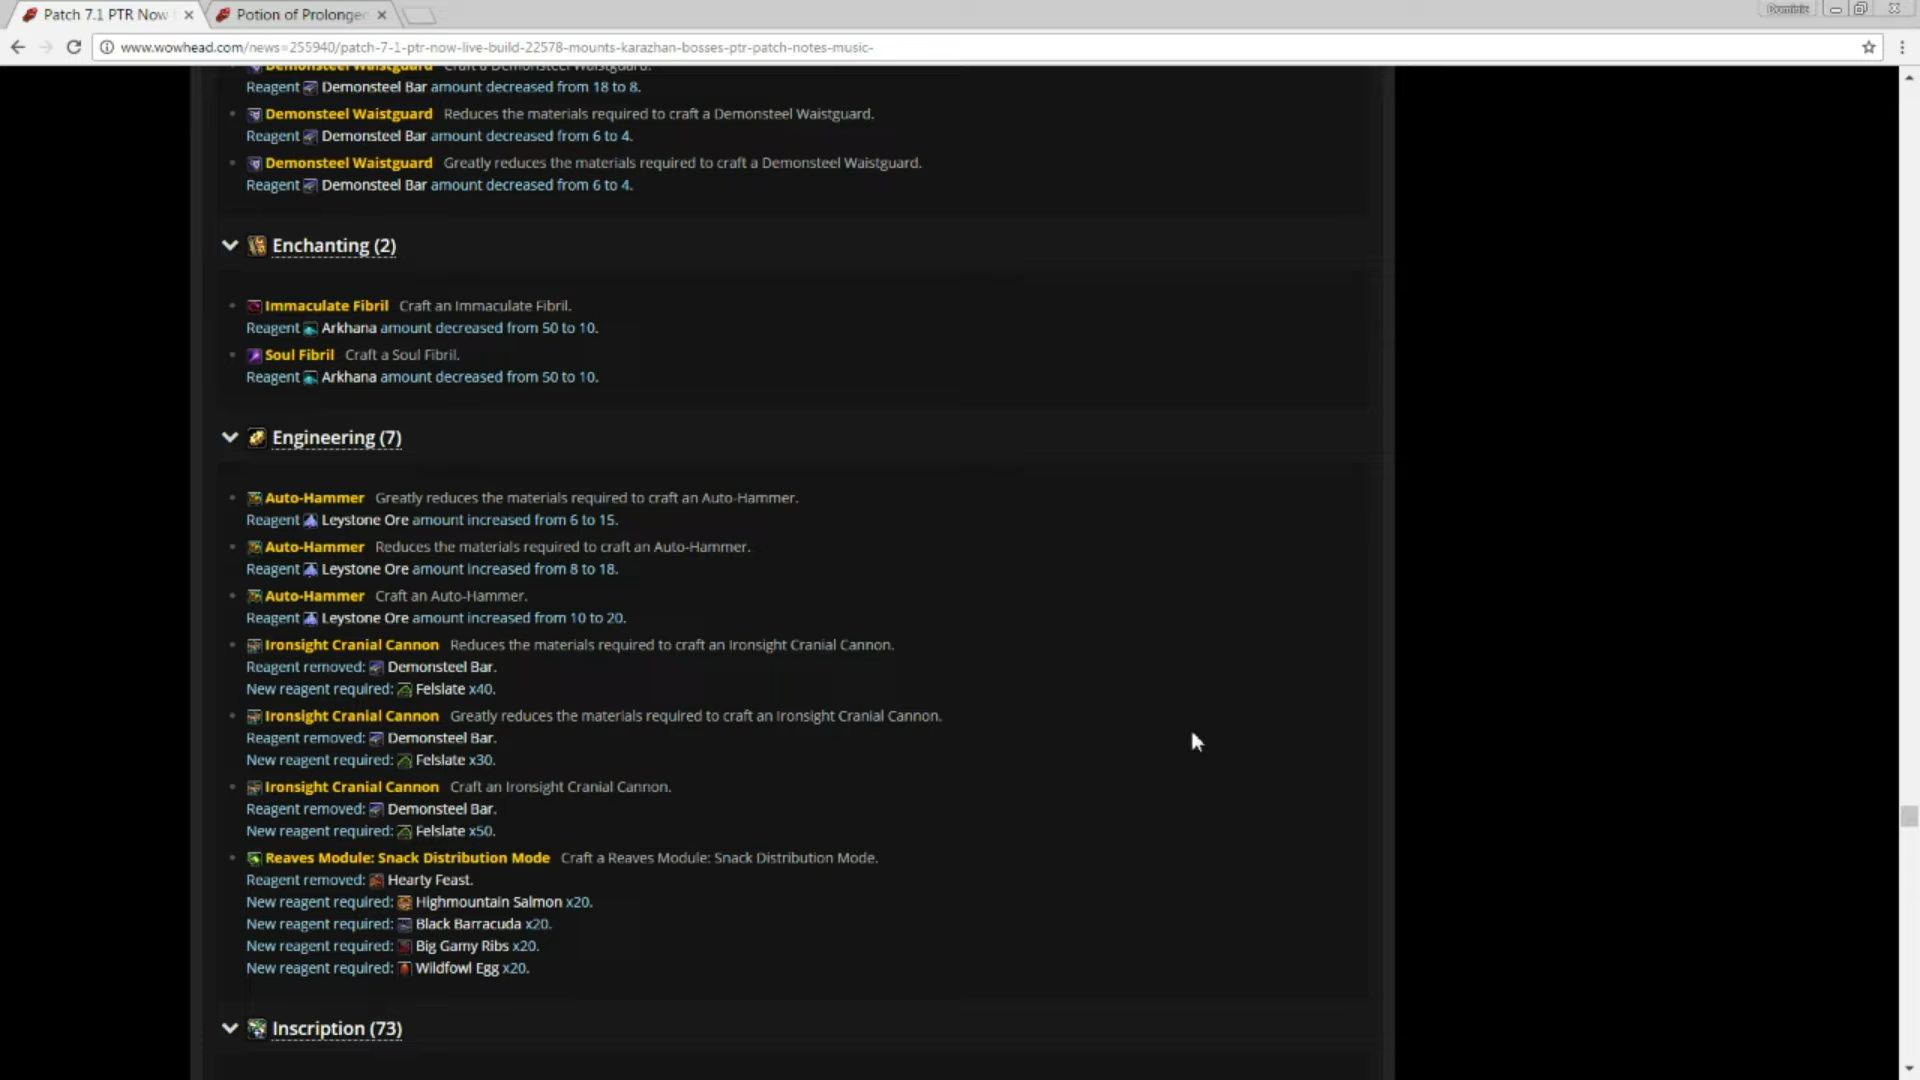 Patch 7.1 PTR Now
Potion of Prolonge
Dominic
www.wowhead.com/news=255940/patch-7-1-ptr-now-live-build-22578-mounts-karazhan-bosses-ptr-patch-notes-music-
Demonsteel Waistguard Craft a Demonsteel Waistguard.
Reagent Demonsteel Bar amount decreased from 18 to 8.
Demonsteel Waistguard Reduces the materials required to craft a Demonsteel Waistguard.
Reagent Demonsteel Bar amount decreased from 6 to 4.
Demonsteel Waistguard Greatly reduces the materials required to craft a Demonsteel Waistguard.
Reagent Demonsteel Bar amount decreased from 6 to 4.
Enchanting (2)
Immaculate Fibril Craft an Immaculate Fibril.
Reagent Arkhana amount decreased from 50 to 10.
Soul Fibril Craft a Soul Fibril.
Reagent Arkhana amount decreased from 50 to 10.
Engineering (7)
Auto-Hammer Greatly reduces the materials required to craft an Auto-Hammer.
Reagent Leystone Ore amount increased from 6 to 15.
Auto-Hammer Reduces the materials required to craft an Auto-Hammer.
Reagent Leystone Ore amount increased from 8 to 18.
Auto-Hammer Craft an Auto-Hammer.
Reagent Leystone Ore amount increased from 10 to 20.
Ironsight Cranial Cannon Reduces the materials required to craft an Ironsight Cranial Cannon.
Reagent removed: Demonsteel Bar.
New reagent required: Felslate x40.
Ironsight Cranial Cannon Greatly reduces the materials required to craft an Ironsight Cranial Cannon.
Reagent removed: Demonsteel Bar.
New reagent required: Felslate x30.
Ironsight Cranial Cannon Craft an Ironsight Cranial Cannon.
Reagent removed: Demonsteel Bar.
New reagent required: Felslate x50.
Reaves Module: Snack Distribution Mode Craft a Reaves Module: Snack Distribution Mode.
Reagent removed: Hearty Feast.
New reagent required: Highmountain Salmon x20.
New reagent required: Black Barracuda x20.
New reagent required: Big Gamy Ribs x20.
New reagent required: Wildfowl Egg x20.
Inscription (73)